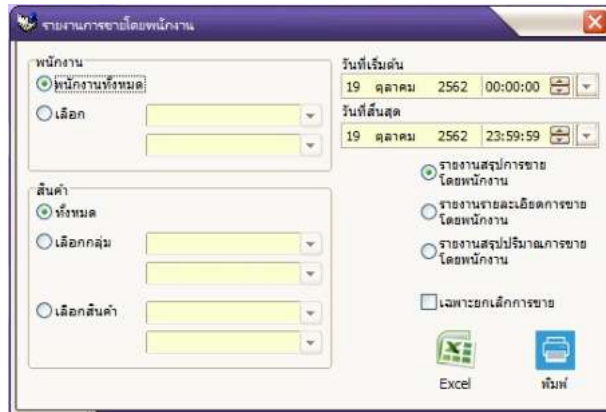 รายงานการขายโดยพนักงาน
พนักงาน
พนักงานทั้งหมด
เลือก
สินค้า
ทั้งหมด
เลือกกลุ่ม
เลือกสินค้า
วันที่เริ่มต้น
19 ตุลาคม 2562 00:00:00
วันที่สิ้นสุด
19 ตุลาคม 2562 23:59:59
รายงานสรุปการขาย
โดยพนักงาน
รายงานรายละเอียดการขาย
โดยพนักงาน
รายงานสรุปปริมาณการขาย
โดยพนักงาน
เฉพาะยกเลิกการขาย
Excel
พิมพ์